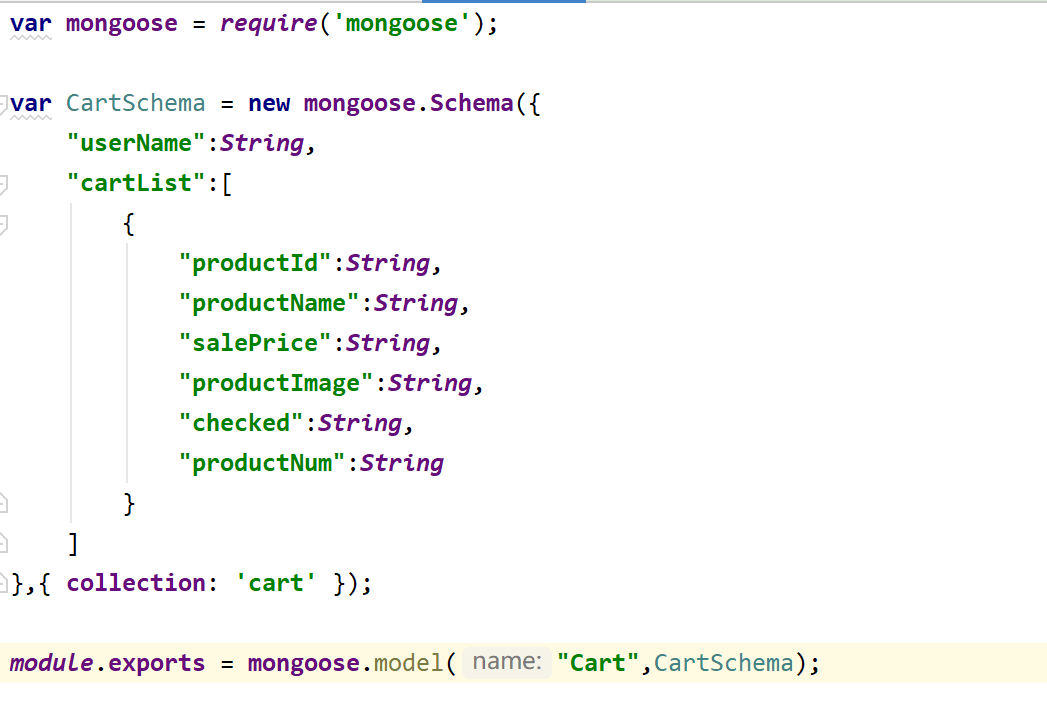 var mongoose = require('mongoose');
var CartSchema = new mongoose.Schema({
"userName":String,
"cartList":[
{
"productId":String,
"productName":String,
"salePrice":String,
"productImage":String,
"checked":String,
"productNum":String
}
]
},{ collection: 'cart' });
module.exports = mongoose.model( name: "Cart",CartSchema);